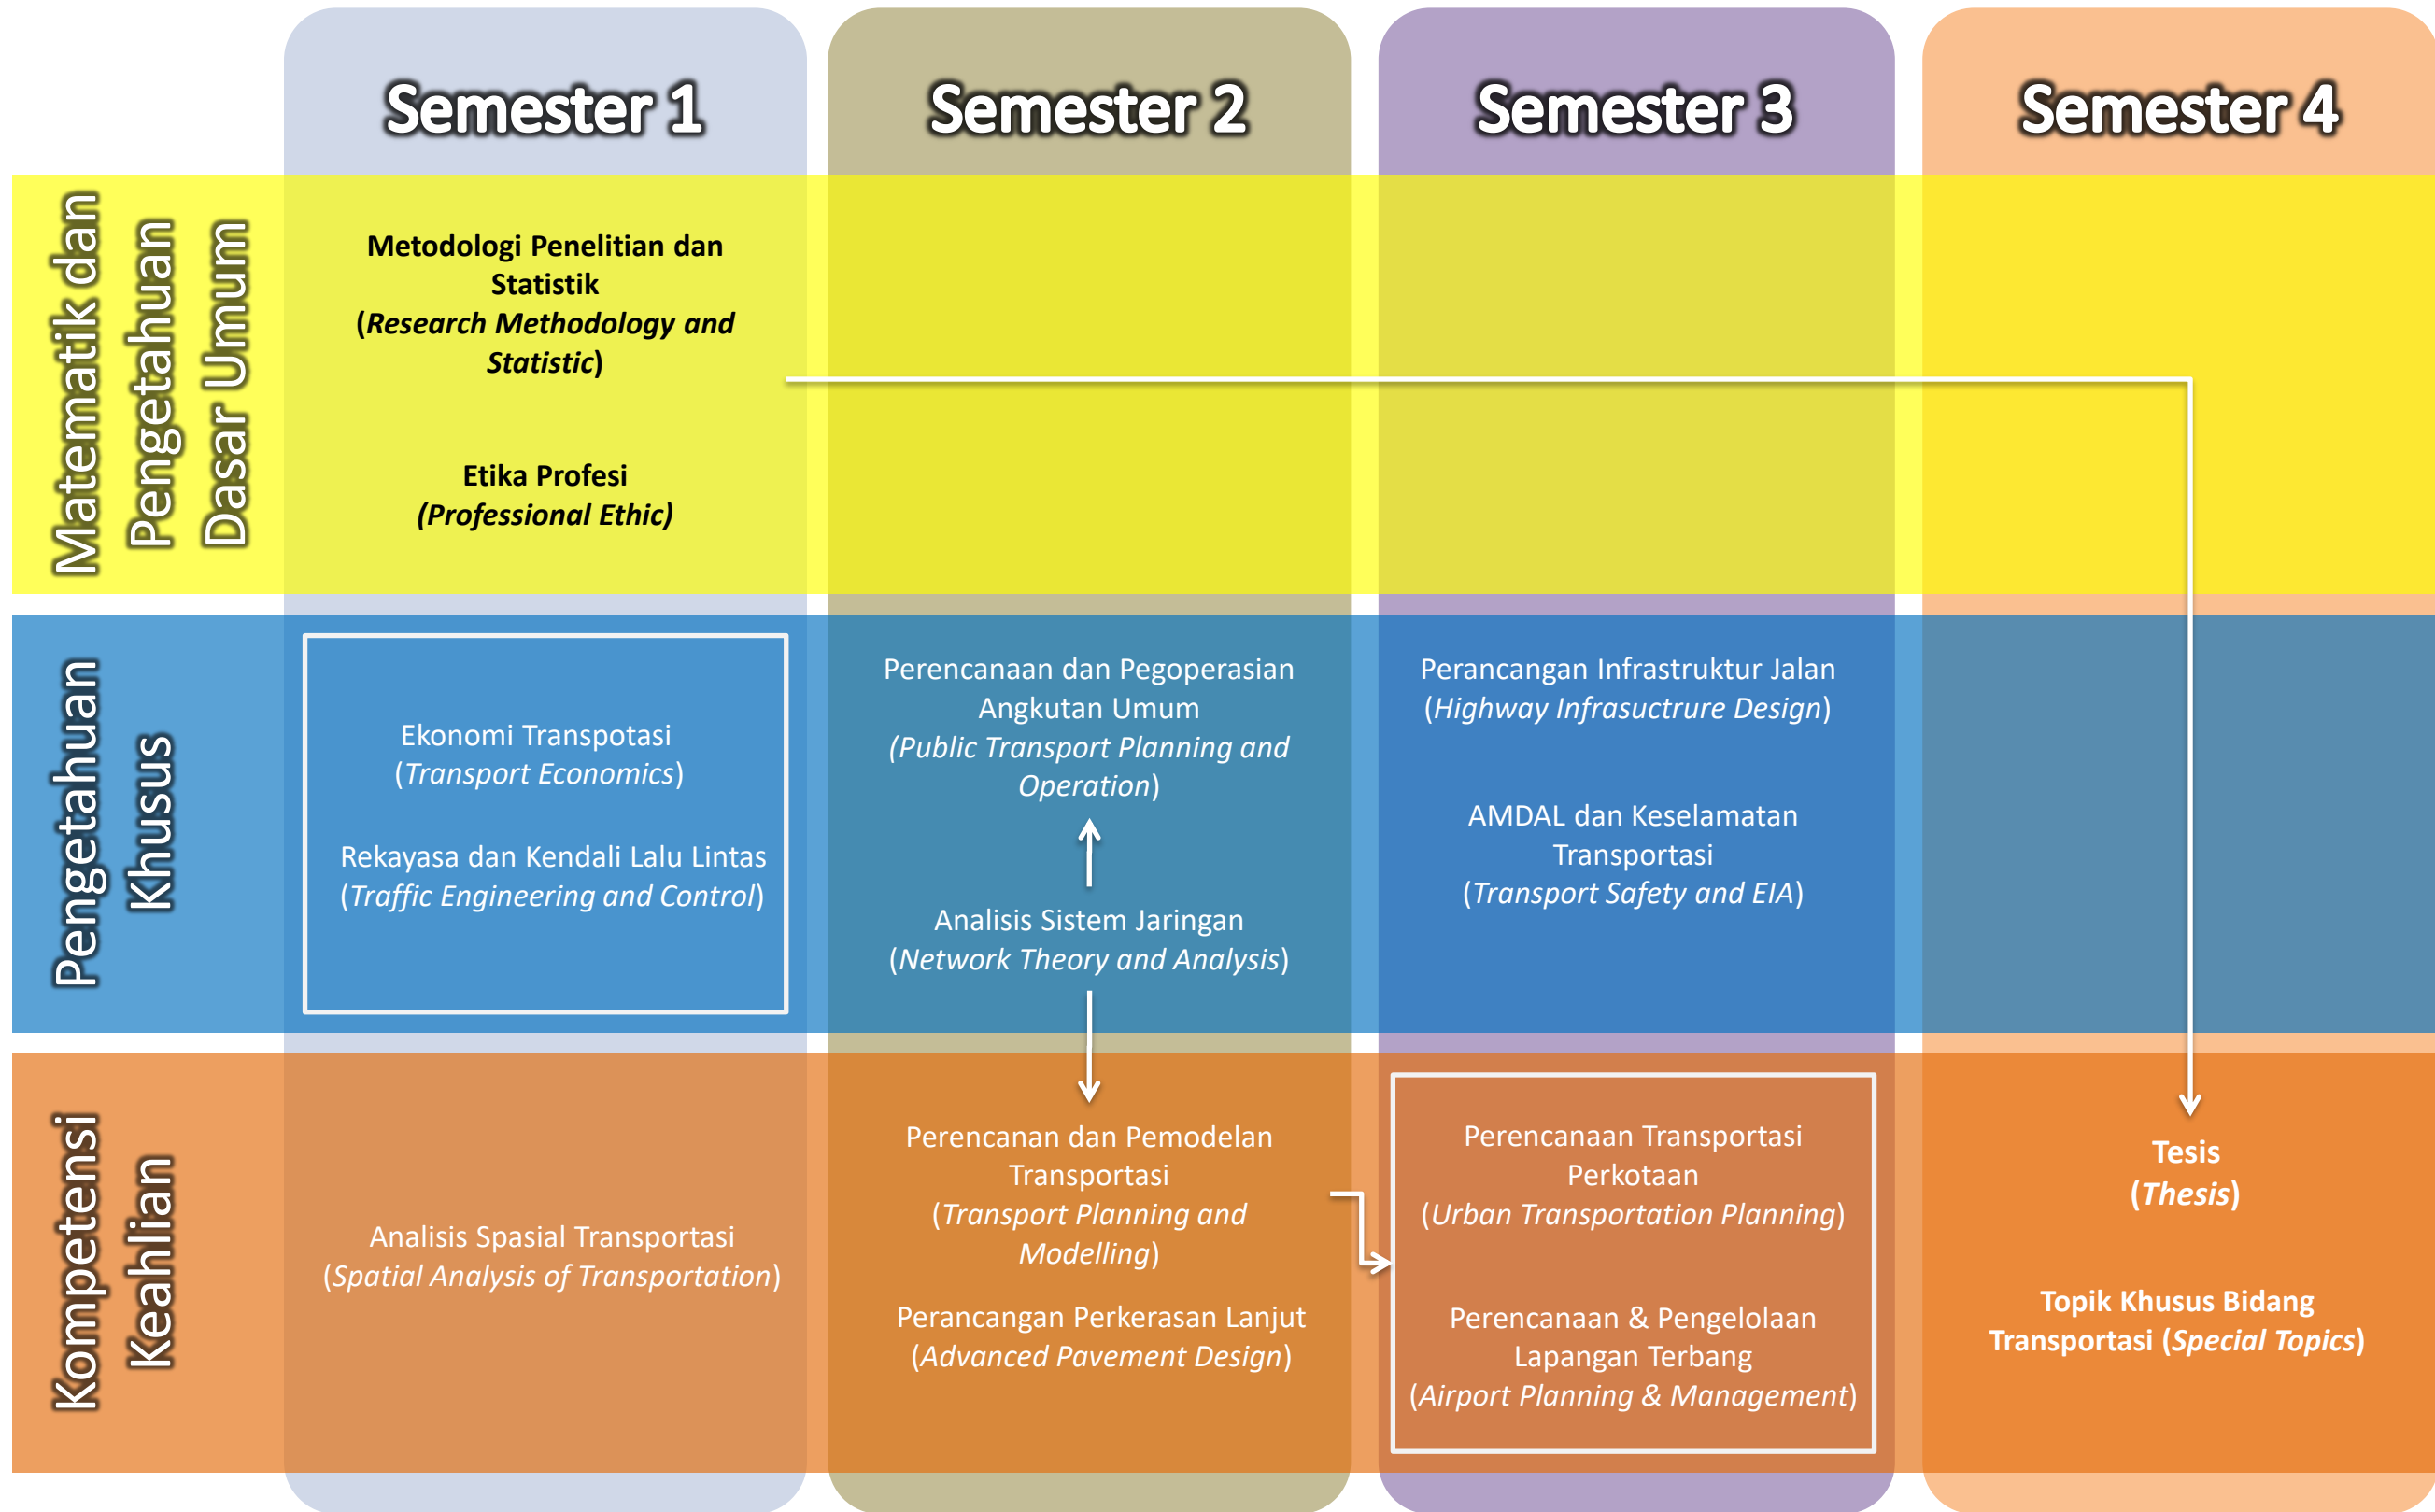 Semester 1
Semester 2
Semester 3
Semester 4
Matematik dan
Pengetahuan
Dasar Umum
Metodologi Penelitian dan
Statistik
(Research Methodology and
Statistic)
Etika Profesi
(Professional Ethic)
Pengetahuan
Khusus
Ekonomi Transpotasi
(Transport Economics)
Rekayasa dan Kendali Lalu Lintas
(Traffic Engineering and Control)
Perencanaan dan Pegoperasian
Angkutan Umum
(Public Transport Planning and
Operation)
Analisis Sistem Jaringan
(Network Theory and Analysis)
Perancangan Infrastruktur Jalan
(Highway Infrasuctrure Design)
AMDAL dan Keselamatan
Transportasi
(Transport Safety and EIA)
Kompetensi
Keahlian
Analisis Spasial Transportasi
(Spatial Analysis of Transportation)
Perencanan dan Pemodelan
Transportasi
(Transport Planning and
Modelling)
Perancangan Perkerasan Lanjut
(Advanced Pavement Design)
Perencanaan Transportasi
Perkotaan
(Urban Transportation Planning)
Perencanaan & Pengelolaan
Lapangan Terbang
(Airport Planning & Management)
Tesis
(Thesis)
Topik Khusus Bidang
Transportasi (Special Topics)